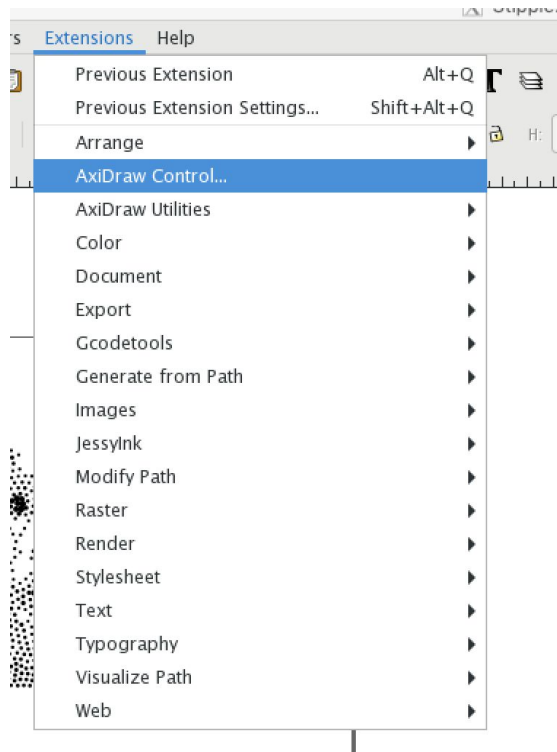 Stipple
s Extensions Help
Previous Extension Alt+Q
Previous Extension Settings... Shift+Alt+Q
Arrange
H:
AxiDraw Control...
AxiDraw Utilities
Color
Document
Export
Gcodetools
Generate from Path
Images
JessyInk
Modify Path
Raster
Render
Stylesheet
Text
Typography
Visualize Path
Web